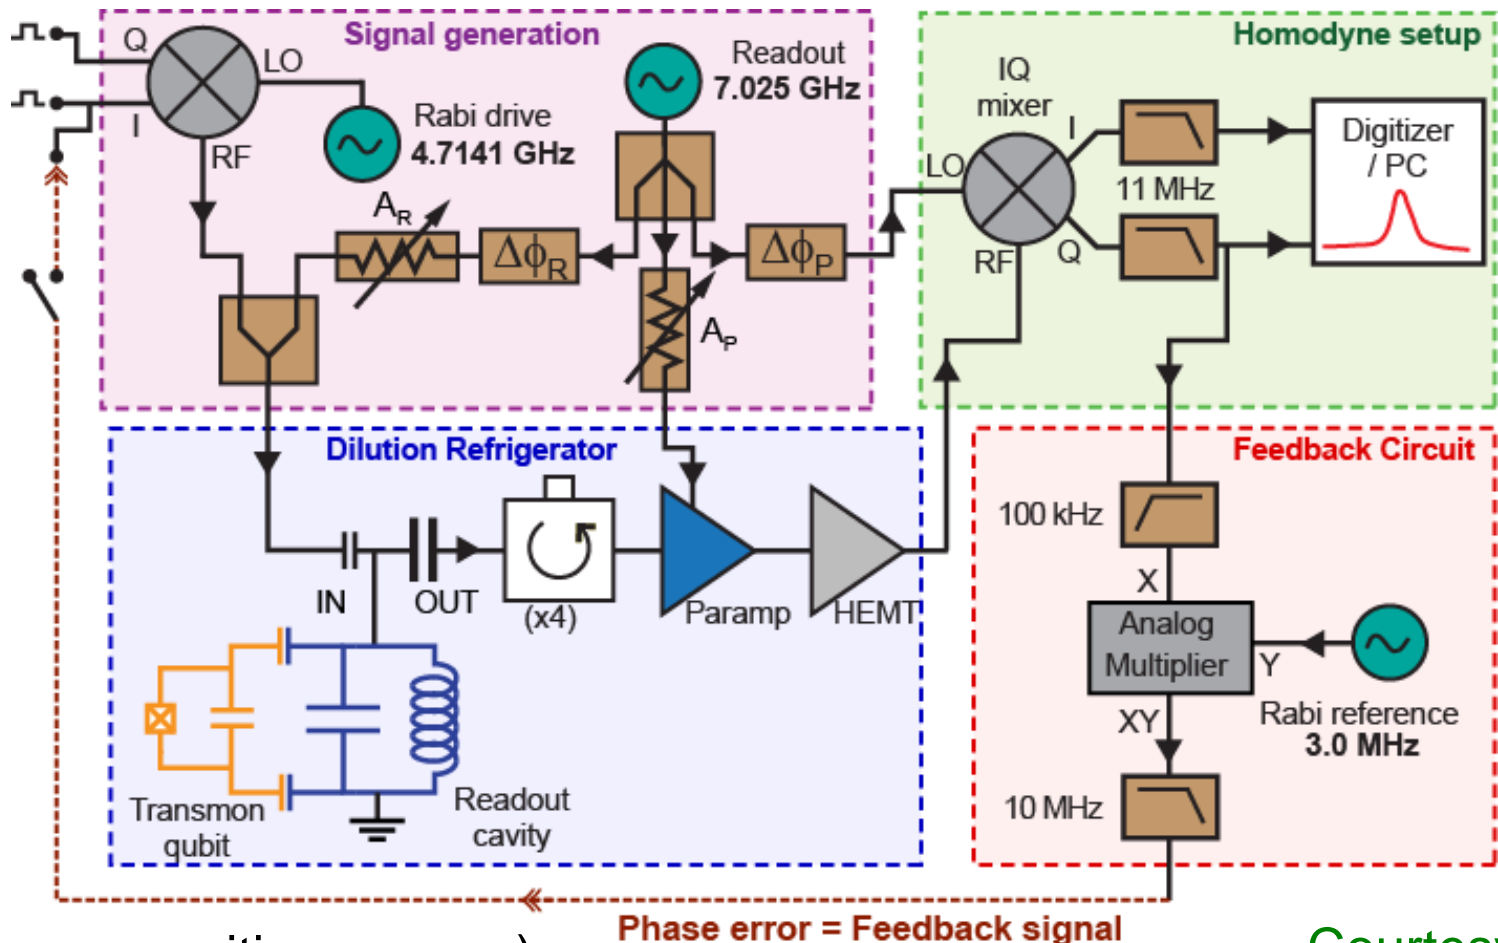 Signal generation
Q
LO
I
RF
Rabi drive
4.7141 GHz
Readout
7.025 GHz
A_R
Δϕ_R
Δϕ_P
A_P
Homodyne setup
IQ
mixer
LO
RF
I
Q
11 MHz
Digitizer
/ PC
Dilution Refrigerator
IN
OUT
(x4)
Paramp
HEMT
Transmon
qubit
Readout
cavity
Feedback Circuit
100 kHz
X
Analog
Multiplier
Y
XY
Rabi reference
3.0 MHz
10 MHz
Phase error = Feedback signal